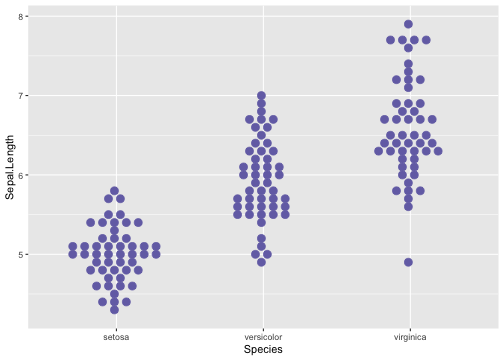 Sepal.Length
8
7
6
5
setosa
versicolor
virginica
Species